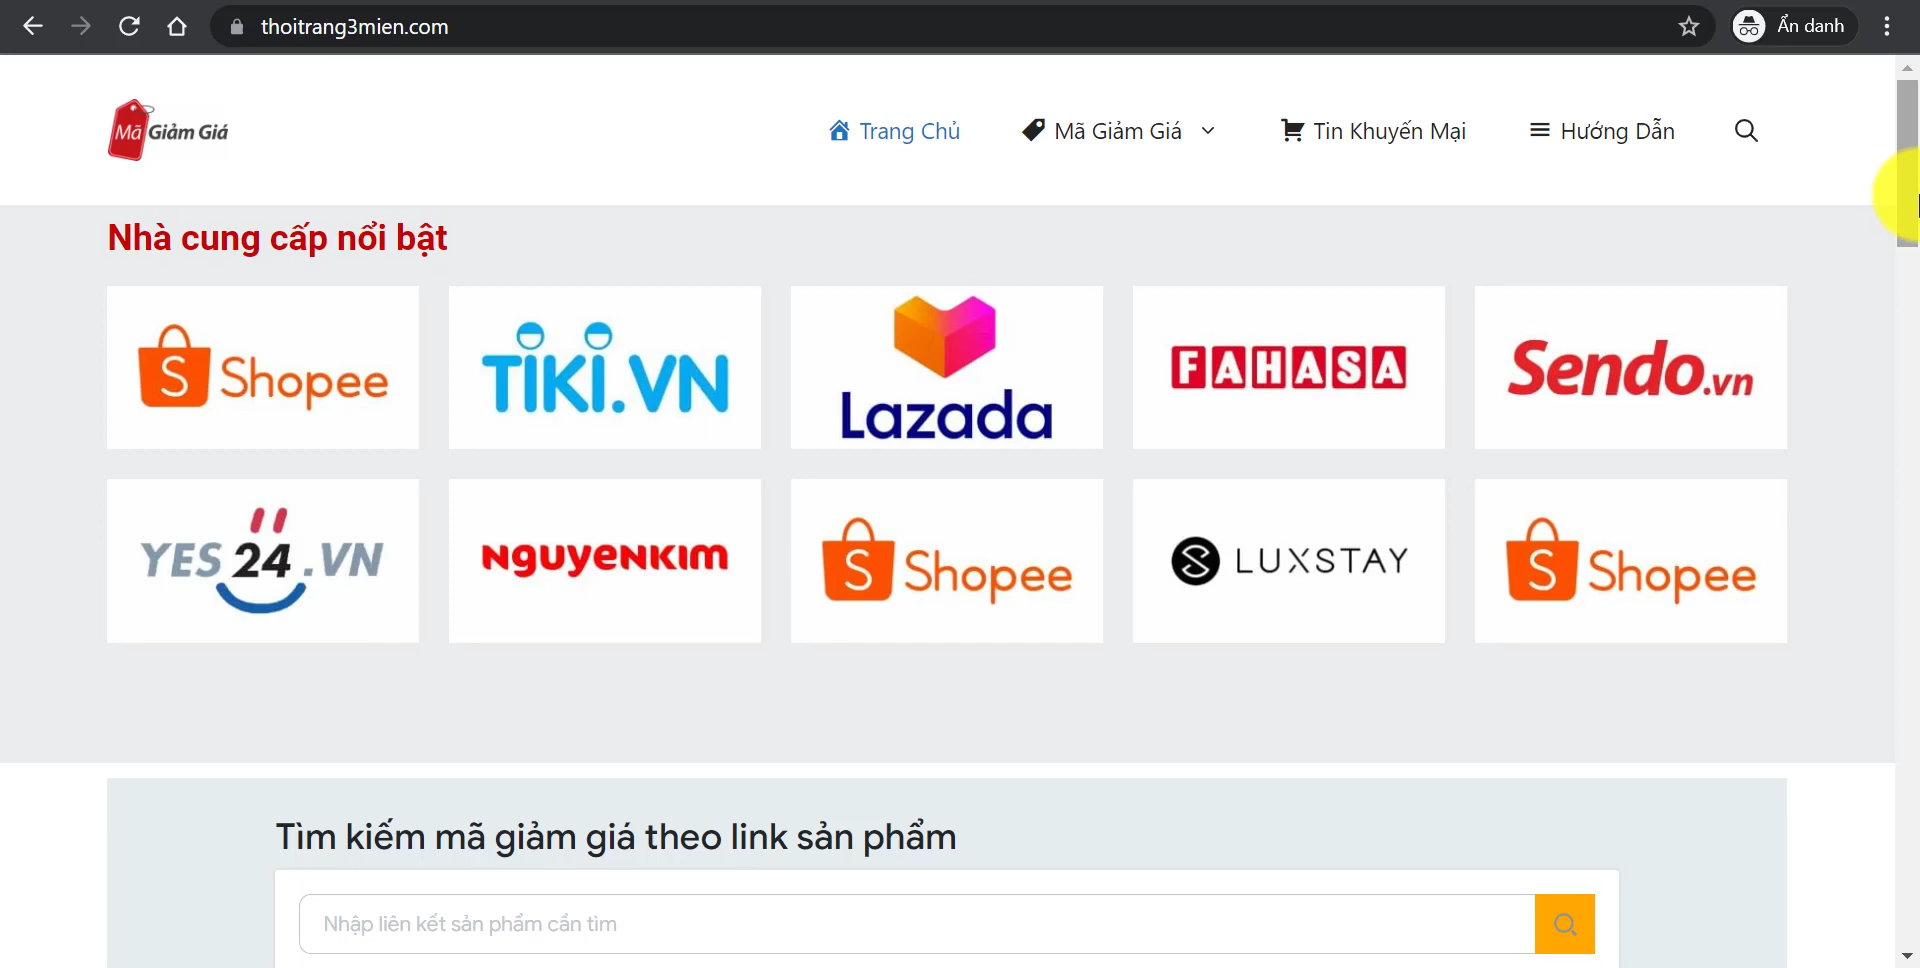 thoitrang3mien.com
Ẩn danh
Mã Giảm Giá
Trang Chủ
Mã Giảm Giá
Tin Khuyến Mại
Hướng Dẫn
Nhà cung cấp nổi bật
S Shopee
TIKI.VN
Lazada
FAHASA
Sendo.vn
YES 24 .VN
NGUYENKIM
S Shopee
LUXSTAY
S Shopee
Tìm kiếm mã giảm giá theo link sản phẩm
Nhập liên kết sản phẩm cần tìm